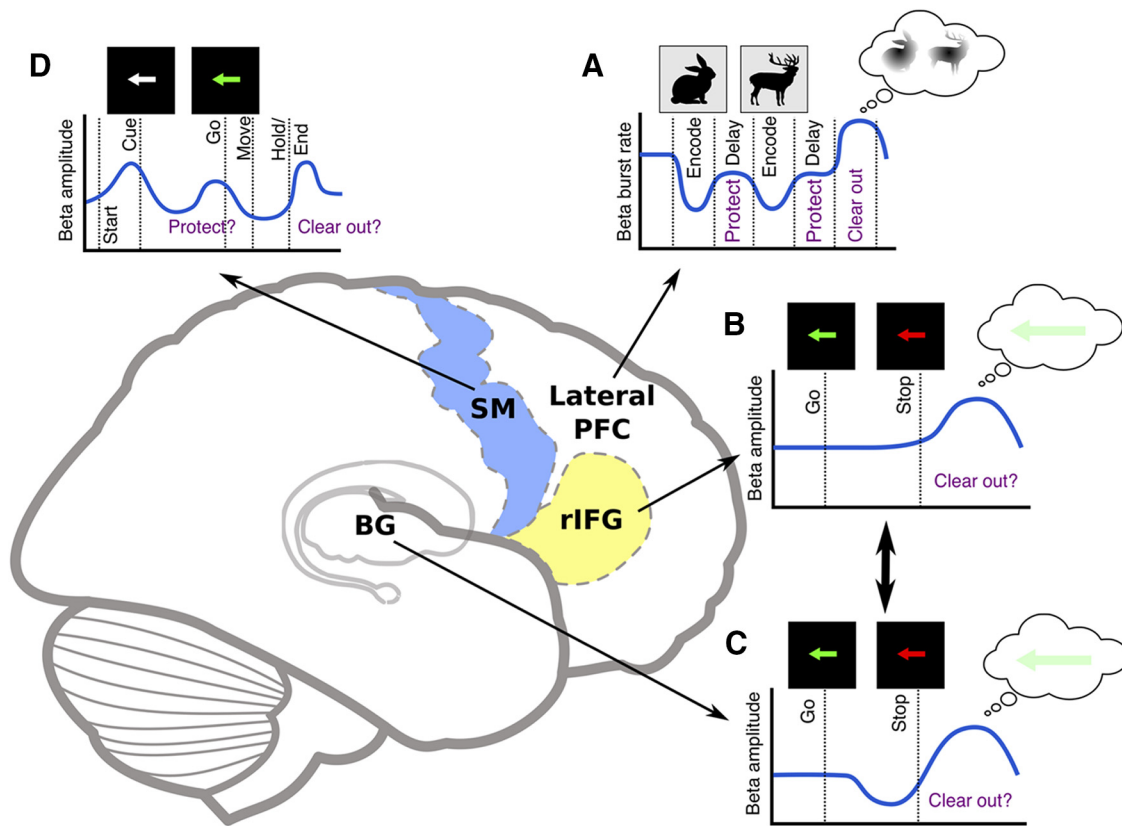 D
Beta amplitude
Start
Cue
Go
Move
Hold/
End
Protect?
Clear out?
A
Beta burst rate
Encode
Delay
Encode
Delay
Protect
Protect
Clear out
SM
Lateral
PFC
rIFG
BG
B
Beta amplitude
Go
Stop
Clear out?
C
Beta amplitude
Go
Stop
Clear out?